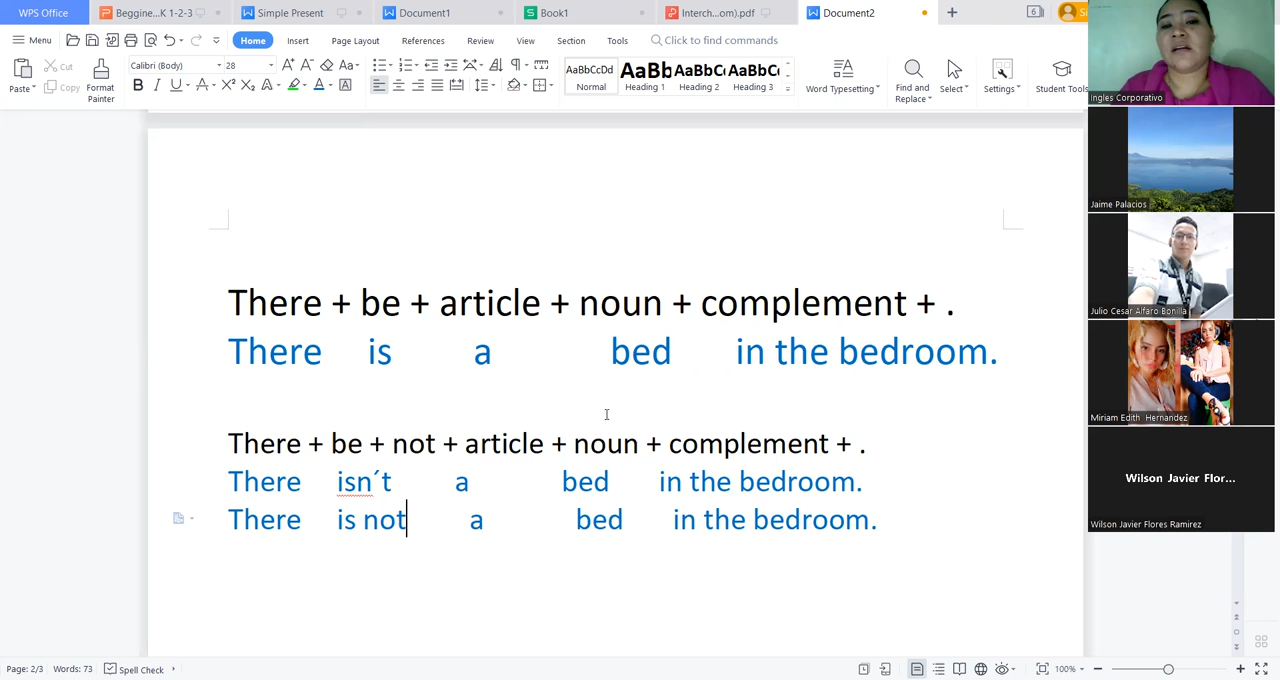 WPS Office Beggine...K 1-2-3 Simple Present Document1 Book1 Interch...om).pdf Document2
Menu Home Insert Page Layout References Review View Section Tools Click to find commands
Paste Cut Copy Format Painter Calibri (Body) 28 AaBbCcDd Normal AaBb Heading 1 AaBbC Heading 2 AaBbC Heading 3 Word Typesetting Find and Replace Select Settings Student Tools
Ingles Corporativo
Jaime Palacios
Julio Cesar Alfaro Bonilla
Miriam Edith Hernandez
Wilson Javier Flor...
Wilson Javier Flores Ramirez
There + be + article + noun + complement + .
There is a bed in the bedroom.
There + be + not + article + noun + complement + .
There isn´t a bed in the bedroom.
There is not a bed in the bedroom.
Page: 2/3 Words: 73 Spell Check 100%